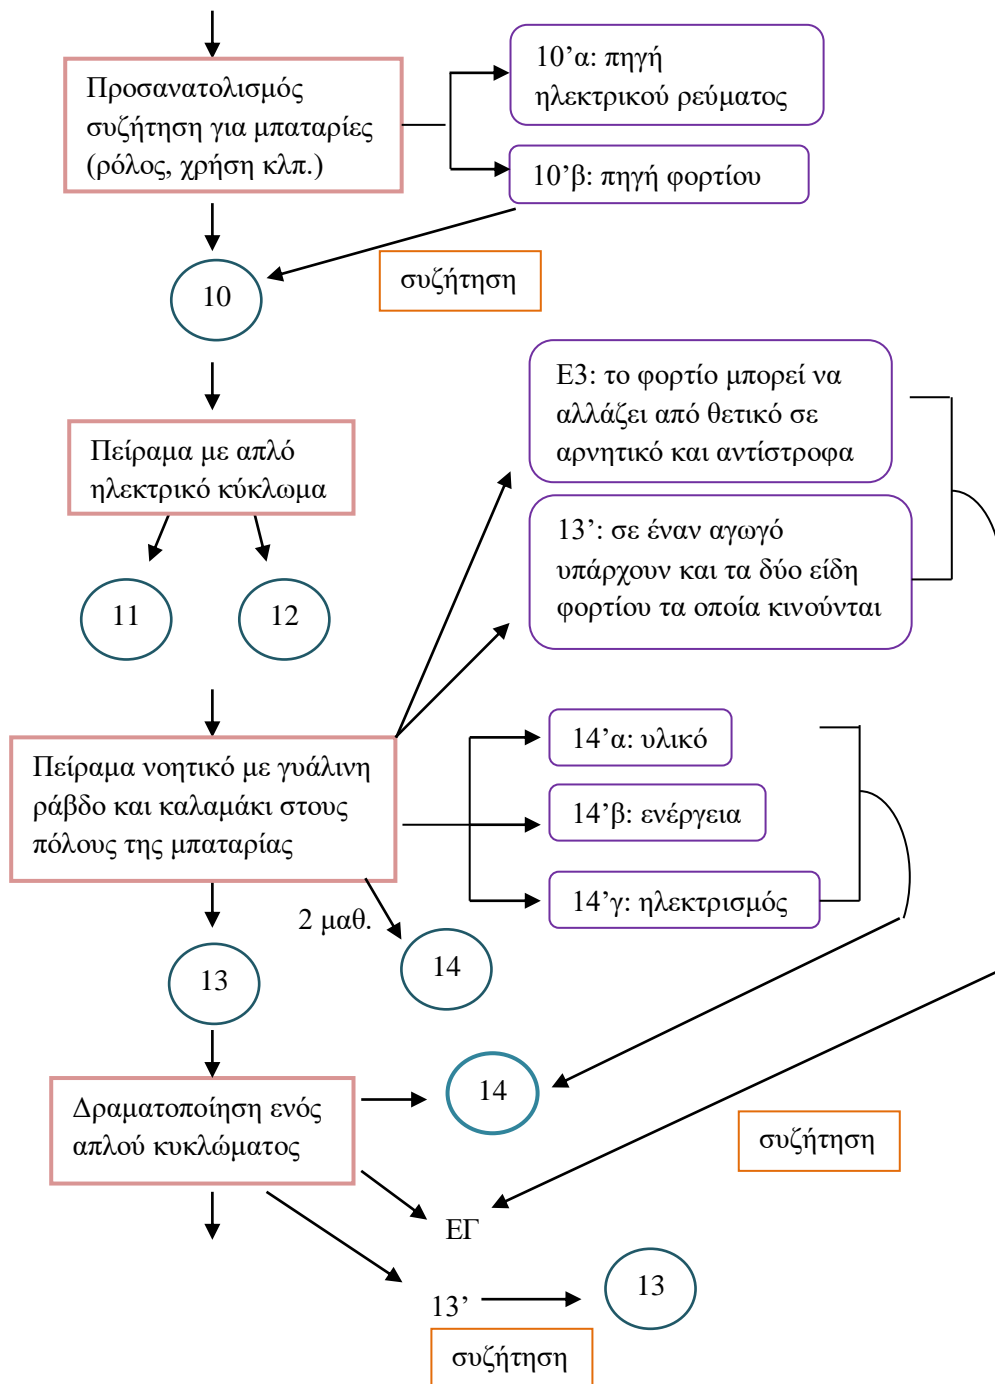 Προσανατολισμός
συζήτηση για μπαταρίες
(ρόλος, χρήση κλπ.)
10’α: πηγή
ηλεκτρικού ρεύματος
10’β: πηγή φορτίου
συζήτηση
10
Ε3: το φορτίο μπορεί να
αλλάζει από θετικό σε
αρνητικό και αντίστροφα
Πείραμα με απλό
ηλεκτρικό κύκλωμα
13’: σε έναν αγωγό
υπάρχουν και τα δύο είδη
φορτίου τα οποία κινούνται
11
12
Πείραμα νοητικό με γυάλινη
ράβδο και καλαμάκι στους
πόλους της μπαταρίας
14’α: υλικό
14’β: ενέργεια
14’γ: ηλεκτρισμός
2 μαθ.
13
14
Δραματοποίηση ενός
απλού κυκλώματος
14
συζήτηση
ΕΓ
13’
13
συζήτηση